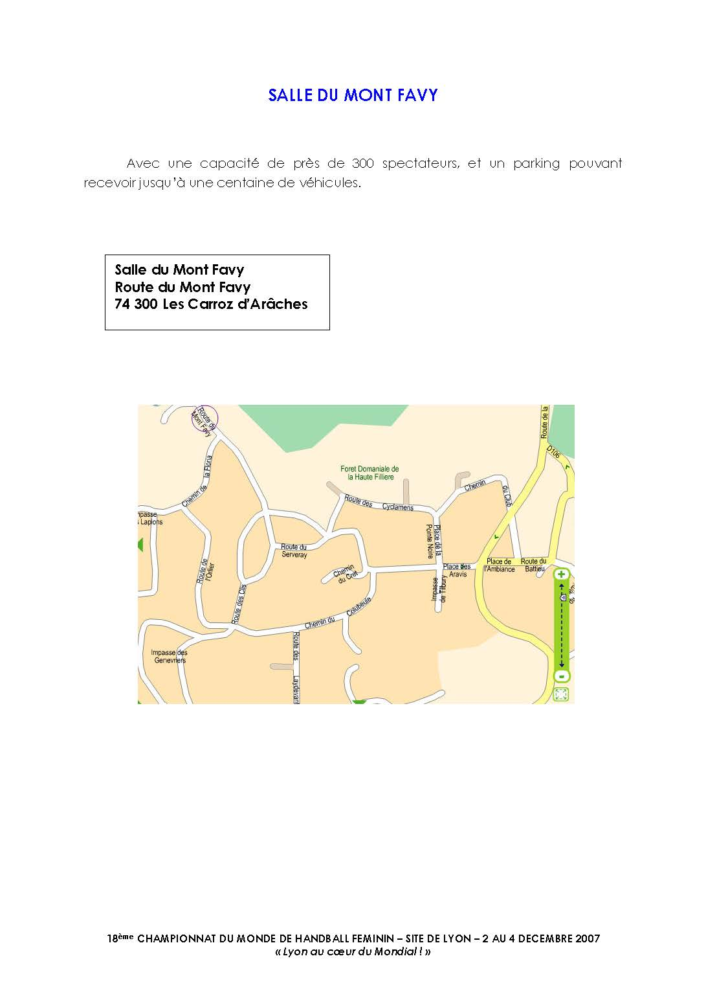 SALLE DU MONT FAVY
Avec une capacité de près de 300 spectateurs, et un parking pouvant
recevoir jusqu'à une centaine de véhicules.
Salle du Mont Favy
Route du Mont Favy
74 300 Les Carroz d'Arâches
Route du
Mont Favy
Route de la
D106
Chemin de la Floria
Foret Domaniale de
la Haute Filliere
Chemin du Club
Route des Cyclamens
Lapions
Place de la
Pointe Noire
Route du
Serveray
Route de
l'Orlier
Chemin
du Cret
Place des
Aravis
Place de
l'Ambiance
Route du
Battieu
Impasse
de Tilbury
Route des Clis
Chemin du Colubeule
Route des
Impasse des
Genevriers
18ème CHAMPIONNAT DU MONDE DE HANDBALL FEMININ – SITE DE LYON – 2 AU 4 DECEMBRE 2007
« Lyon au cœur du Mondial ! »